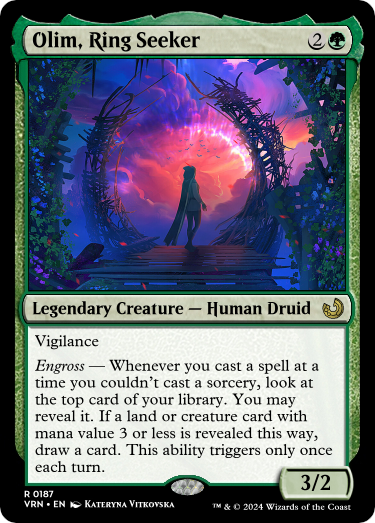 Olim, Ring Seeker 2
Legendary Creature — Human Druid
Vigilance
Engross — Whenever you cast a spell at a
time you couldn't cast a sorcery, look at
the top card of your library. You may
reveal it. If a land or creature card with
mana value 3 or less is revealed this way,
draw a card. This ability triggers only once
each turn.
3/2
R 0187
VRN • EN Kateryna Vitkovska
™ & © 2024 Wizards of the Coast